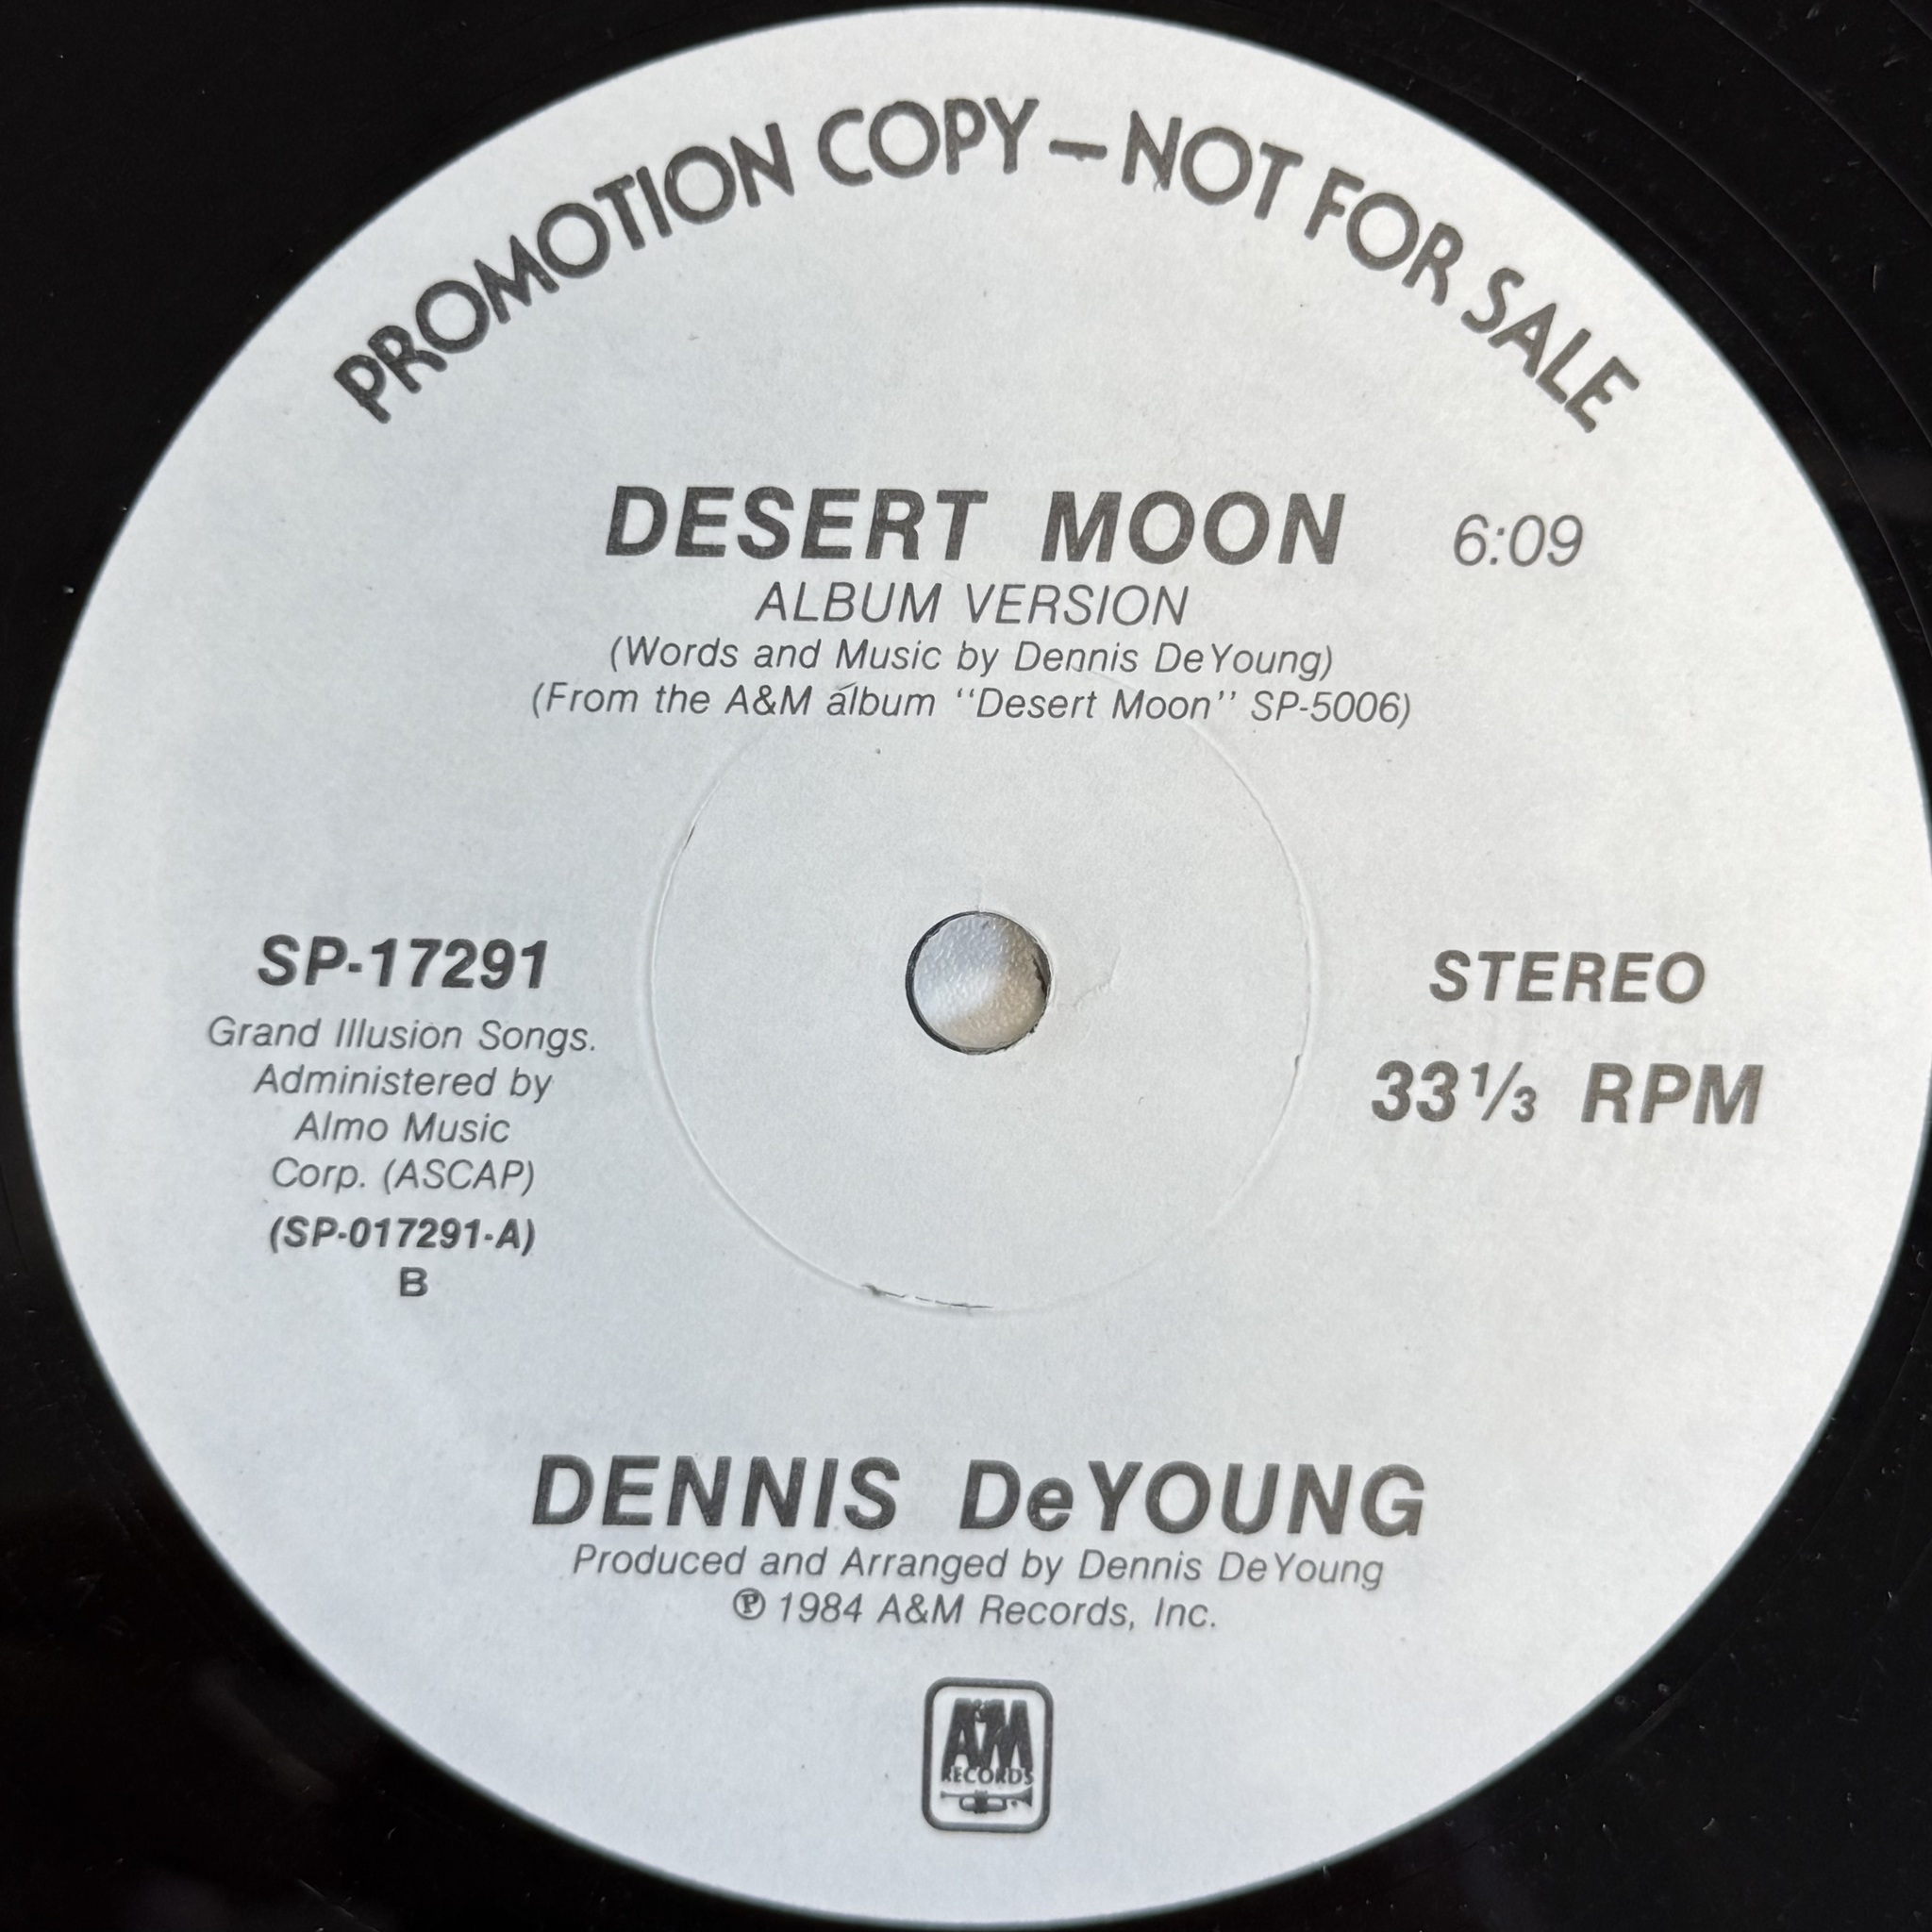 PROMOTION COPY – NOT FOR SALE
DESERT MOON 6:09
ALBUM VERSION
(Words and Music by Dennis DeYoung)
(From the A&M album "Desert Moon" SP-5006)
SP-17291
Grand Illusion Songs.
Administered by
Almo Music
Corp. (ASCAP)
(SP-017291-A)
B
STEREO
33⅓ RPM
DENNIS DeYOUNG
Produced and Arranged by Dennis DeYoung
℗ 1984 A&M Records, Inc.
A&M
RECORDS